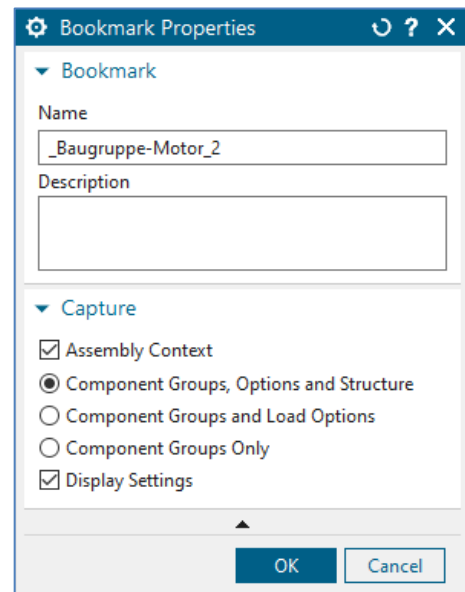 Bookmark Properties
?
Bookmark
Name
_Baugruppe-Motor_2
Description
Capture
Assembly Context
Component Groups, Options and Structure
Component Groups and Load Options
Component Groups Only
Display Settings
OK Cancel